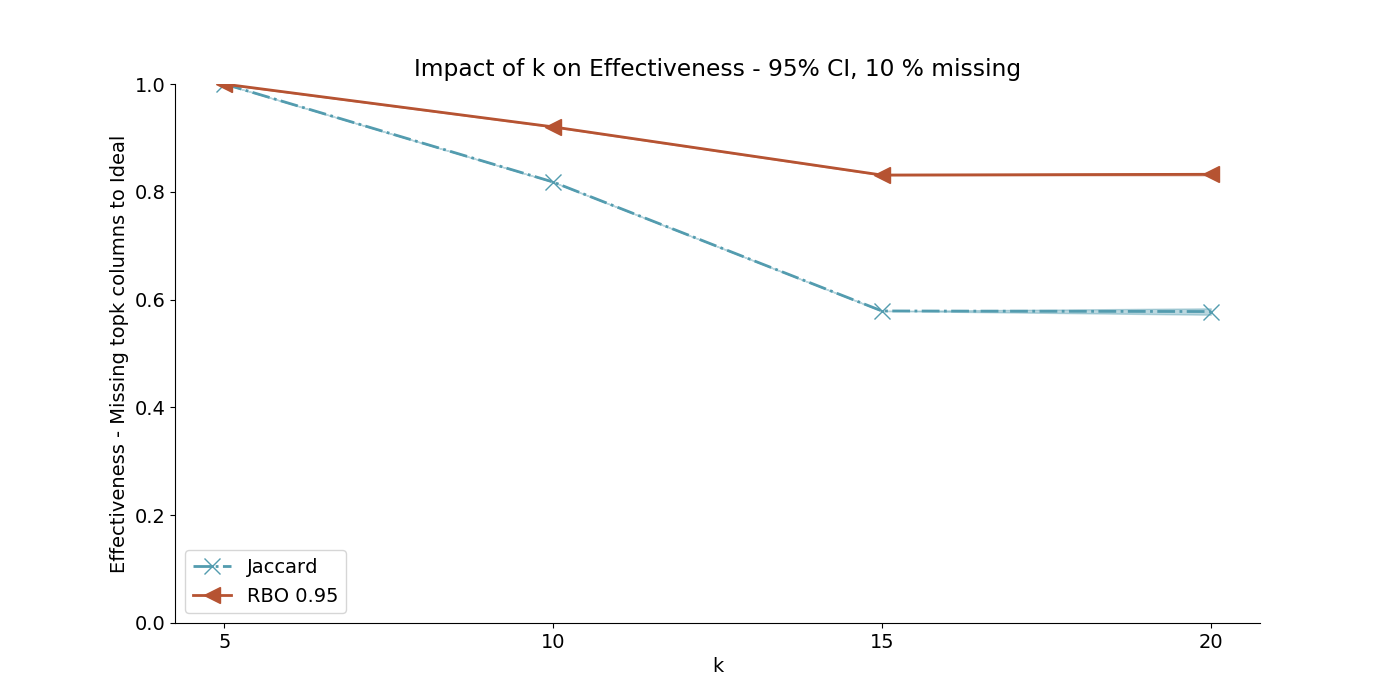 Impact of k on Effectiveness - 95% CI, 10 % missing
Effectiveness - Missing topk columns to Ideal
1.0
0.8
0.6
0.4
0.2
0.0
Jaccard
RBO 0.95
5 10 15 20
k